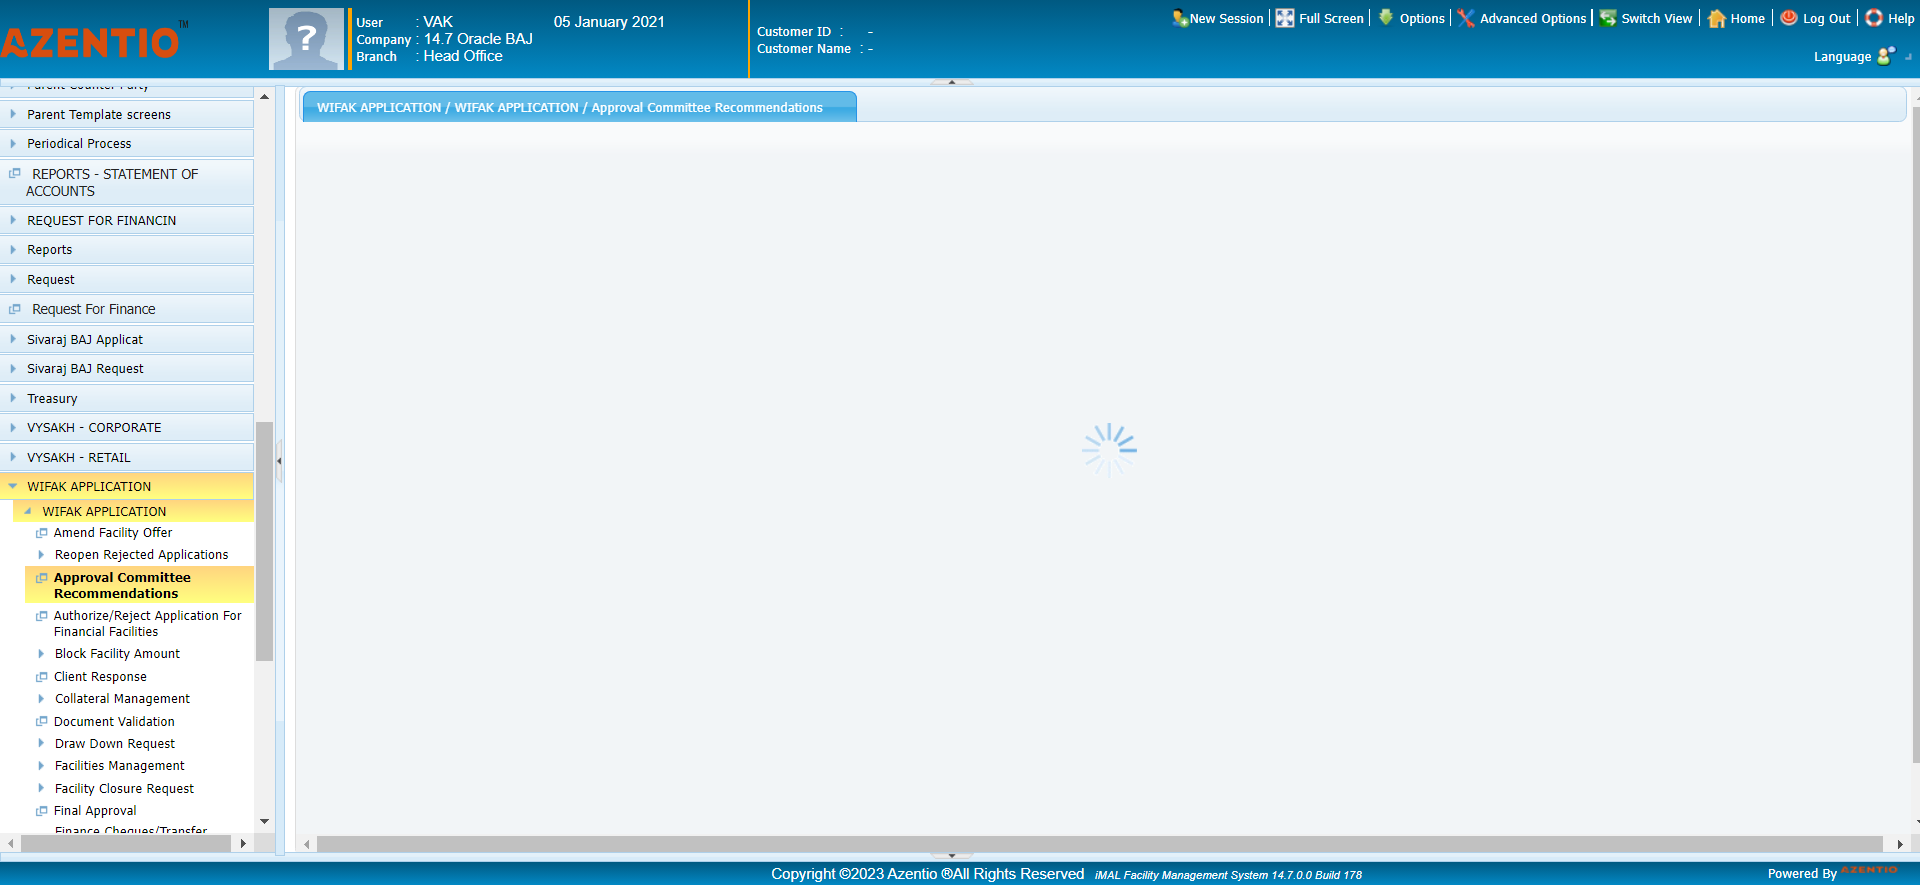 AZENTIO™
User : VAK
Company : 14.7 Oracle BAJ
Branch : Head Office
05 January 2021
Customer ID : -
Customer Name : -
New Session
Full Screen
Options
Advanced Options
Switch View
Home
Log Out
Help
Language
Parent Counter Party
Parent Template screens
Periodical Process
REPORTS - STATEMENT OF
ACCOUNTS
REQUEST FOR FINANCIN
Reports
Request
Request For Finance
Sivaraj BAJ Applicat
Sivaraj BAJ Request
Treasury
VYSAKH - CORPORATE
VYSAKH - RETAIL
WIFAK APPLICATION
WIFAK APPLICATION
Amend Facility Offer
Reopen Rejected Applications
Approval Committee
Recommendations
Authorize/Reject Application For
Financial Facilities
Block Facility Amount
Client Response
Collateral Management
Document Validation
Draw Down Request
Facilities Management
Facility Closure Request
Final Approval
Finance Cheques/Transfer
WIFAK APPLICATION / WIFAK APPLICATION / Approval Committee Recommendations
Copyright ©2023 Azentio ®All Rights Reserved
iMAL Facility Management System 14.7.0.0 Build 178
Powered By AZENTIO